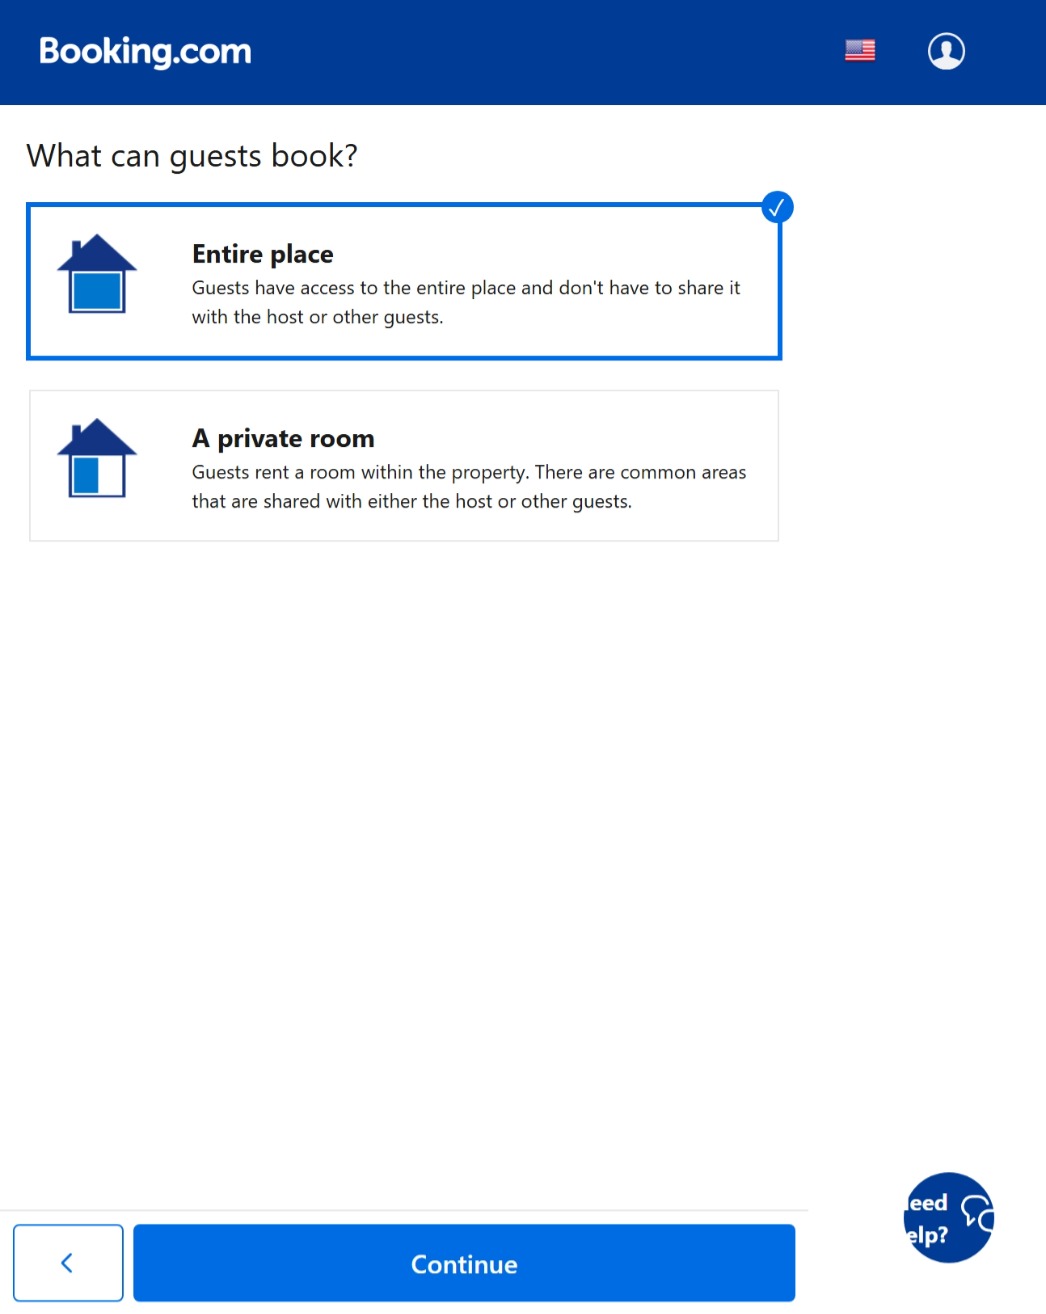 Booking.com
What can guests book?
Entire place
Guests have access to the entire place and don't have to share it
with the host or other guests.
A private room
Guests rent a room within the property. There are common areas
that are shared with either the host or other guests.
eed
elp?
Continue